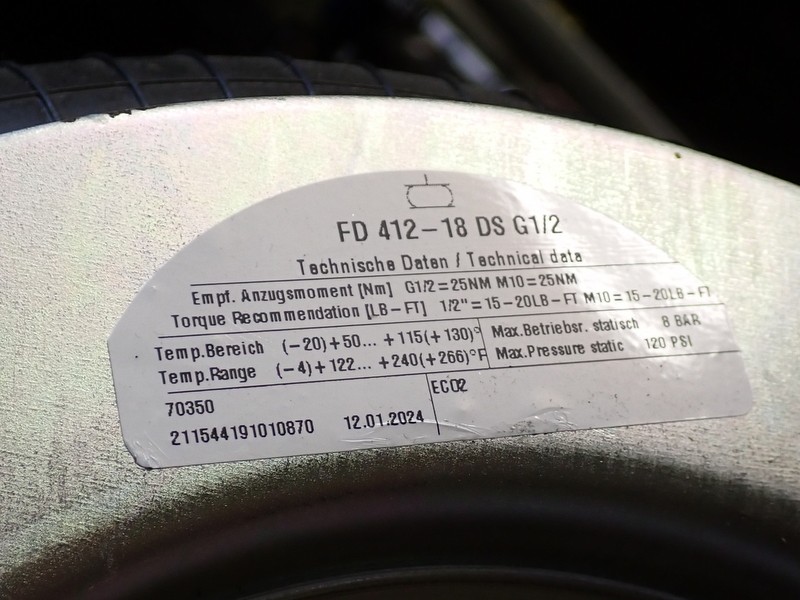 FD 412-18 DS G1/2
Technische Daten / Technical data
Empf. Anzugsmoment [Nm] G1/2=25NM M10=25NM
Torque Recommendation [LB-FT] 1/2"=15-20LB-FT M10=15-20LB-FT
Temp.Bereich (-20)+50... +115(+130)° Max.Betriebsr. statisch 8 BAR
Temp.Range (-4)+122... +240(+266)°F Max.Pressure static 120 PSI
70350 ECO2
211544191010870 12.01.2024